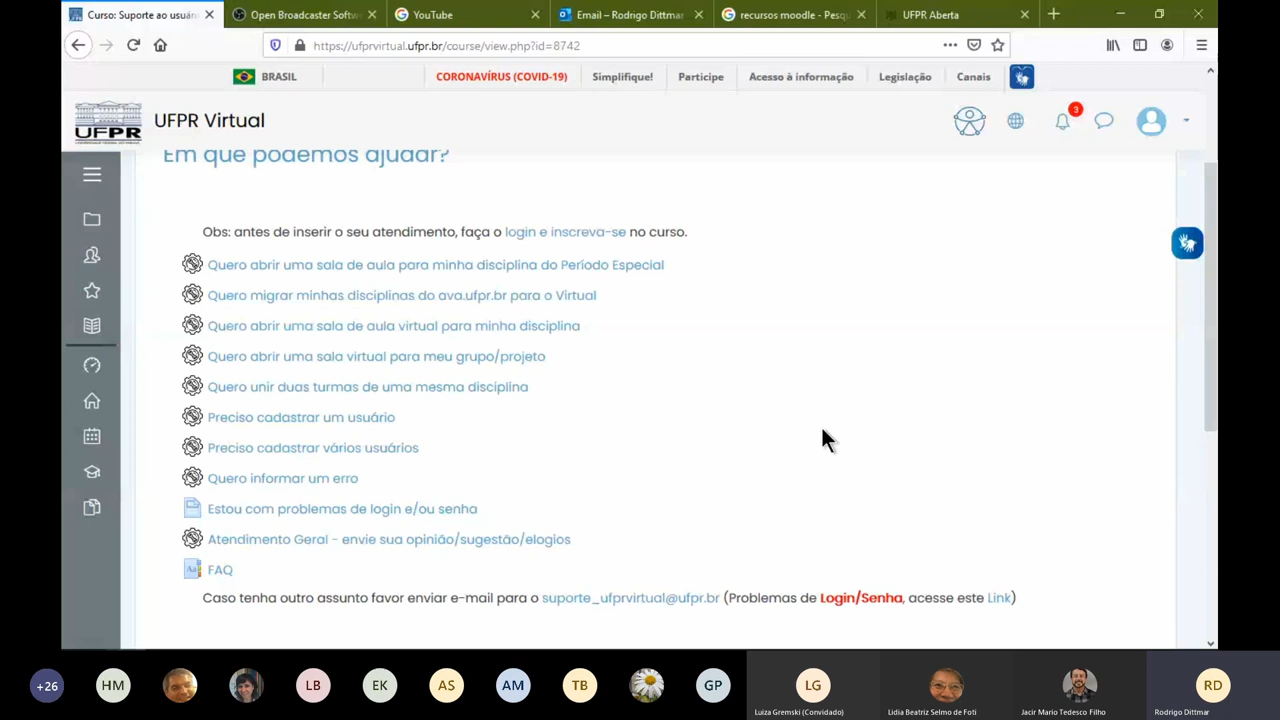 Curso: Suporte ao usuári
Open Broadcaster Softw
YouTube
Email – Rodrigo Dittmar
recursos moodle - Pesq
UFPR Aberta
https://ufprvirtual.ufpr.br/course/view.php?id=8742
BRASIL
CORONAVÍRUS (COVID-19)
Simplifique!
Participe
Acesso à informação
Legislação
Canais
UFPR
UFPR Virtual
3
Em que podemos ajudar?
Obs: antes de inserir o seu atendimento, faça o login e inscreva-se no curso.
Quero abrir uma sala de aula para minha disciplina do Período Especial
Quero migrar minhas disciplinas do ava.ufpr.br para o Virtual
Quero abrir uma sala de aula virtual para minha disciplina
Quero abrir uma sala virtual para meu grupo/projeto
Quero unir duas turmas de uma mesma disciplina
Preciso cadastrar um usuário
Preciso cadastrar vários usuários
Quero informar um erro
Estou com problemas de login e/ou senha
Atendimento Geral - envie sua opinião/sugestão/elogios
FAQ
Caso tenha outro assunto favor enviar e-mail para o suporte_ufprvirtual@ufpr.br (Problemas de Login/Senha, acesse este Link)
+26
HM
LB
EK
AS
AM
TB
GP
LG
RD
Luiza Gremski (Convidado)
Lidia Beatriz Selmo de Foti
Jacir Mario Tedesco Filho
Rodrigo Dittmar